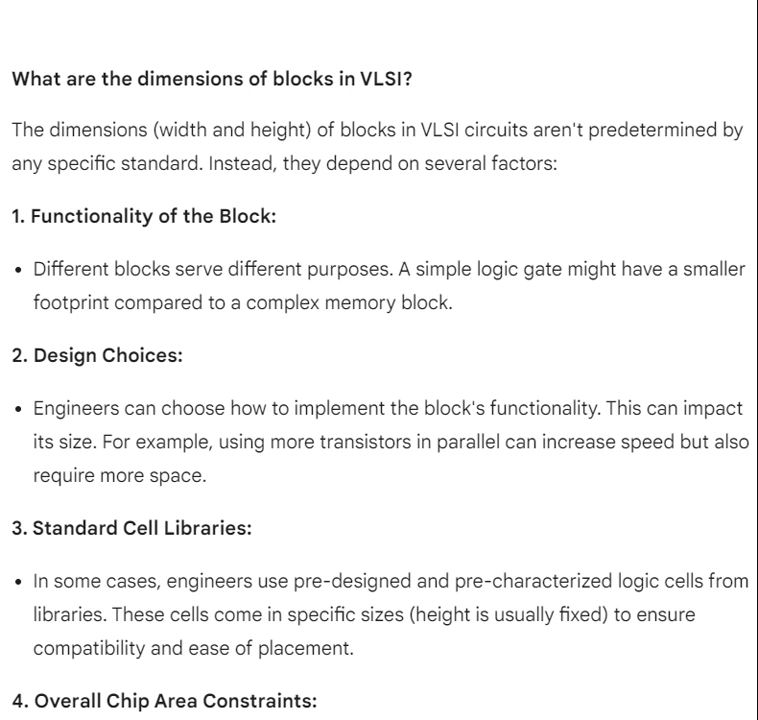 What are the dimensions of blocks in VLSI?
The dimensions (width and height) of blocks in VLSI circuits aren't predetermined by
any specific standard. Instead, they depend on several factors:
1. Functionality of the Block:
• Different blocks serve different purposes. A simple logic gate might have a smaller
footprint compared to a complex memory block.
2. Design Choices:
• Engineers can choose how to implement the block's functionality. This can impact
its size. For example, using more transistors in parallel can increase speed but also
require more space.
3. Standard Cell Libraries:
• In some cases, engineers use pre-designed and pre-characterized logic cells from
libraries. These cells come in specific sizes (height is usually fixed) to ensure
compatibility and ease of placement.
4. Overall Chip Area Constraints: